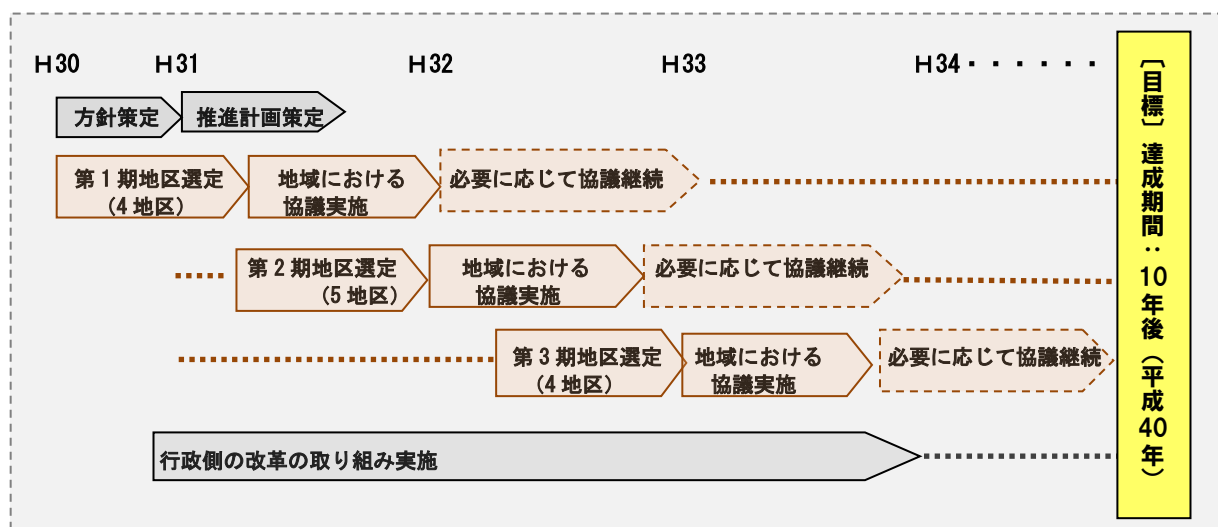 H30 H31 H32 H33 H34・・・・・・
方針策定 推進計画策定
第1期地区選定
（4 地区）
地域における
協議実施
必要に応じて協議継続
第2期地区選定
（5 地区）
地域における
協議実施
必要に応じて協議継続
第3期地区選定
（4 地区）
地域における
協議実施
必要に応じて協議継続
行政側の改革の取り組み実施
［目標］達成期間：10年後（平成40年）